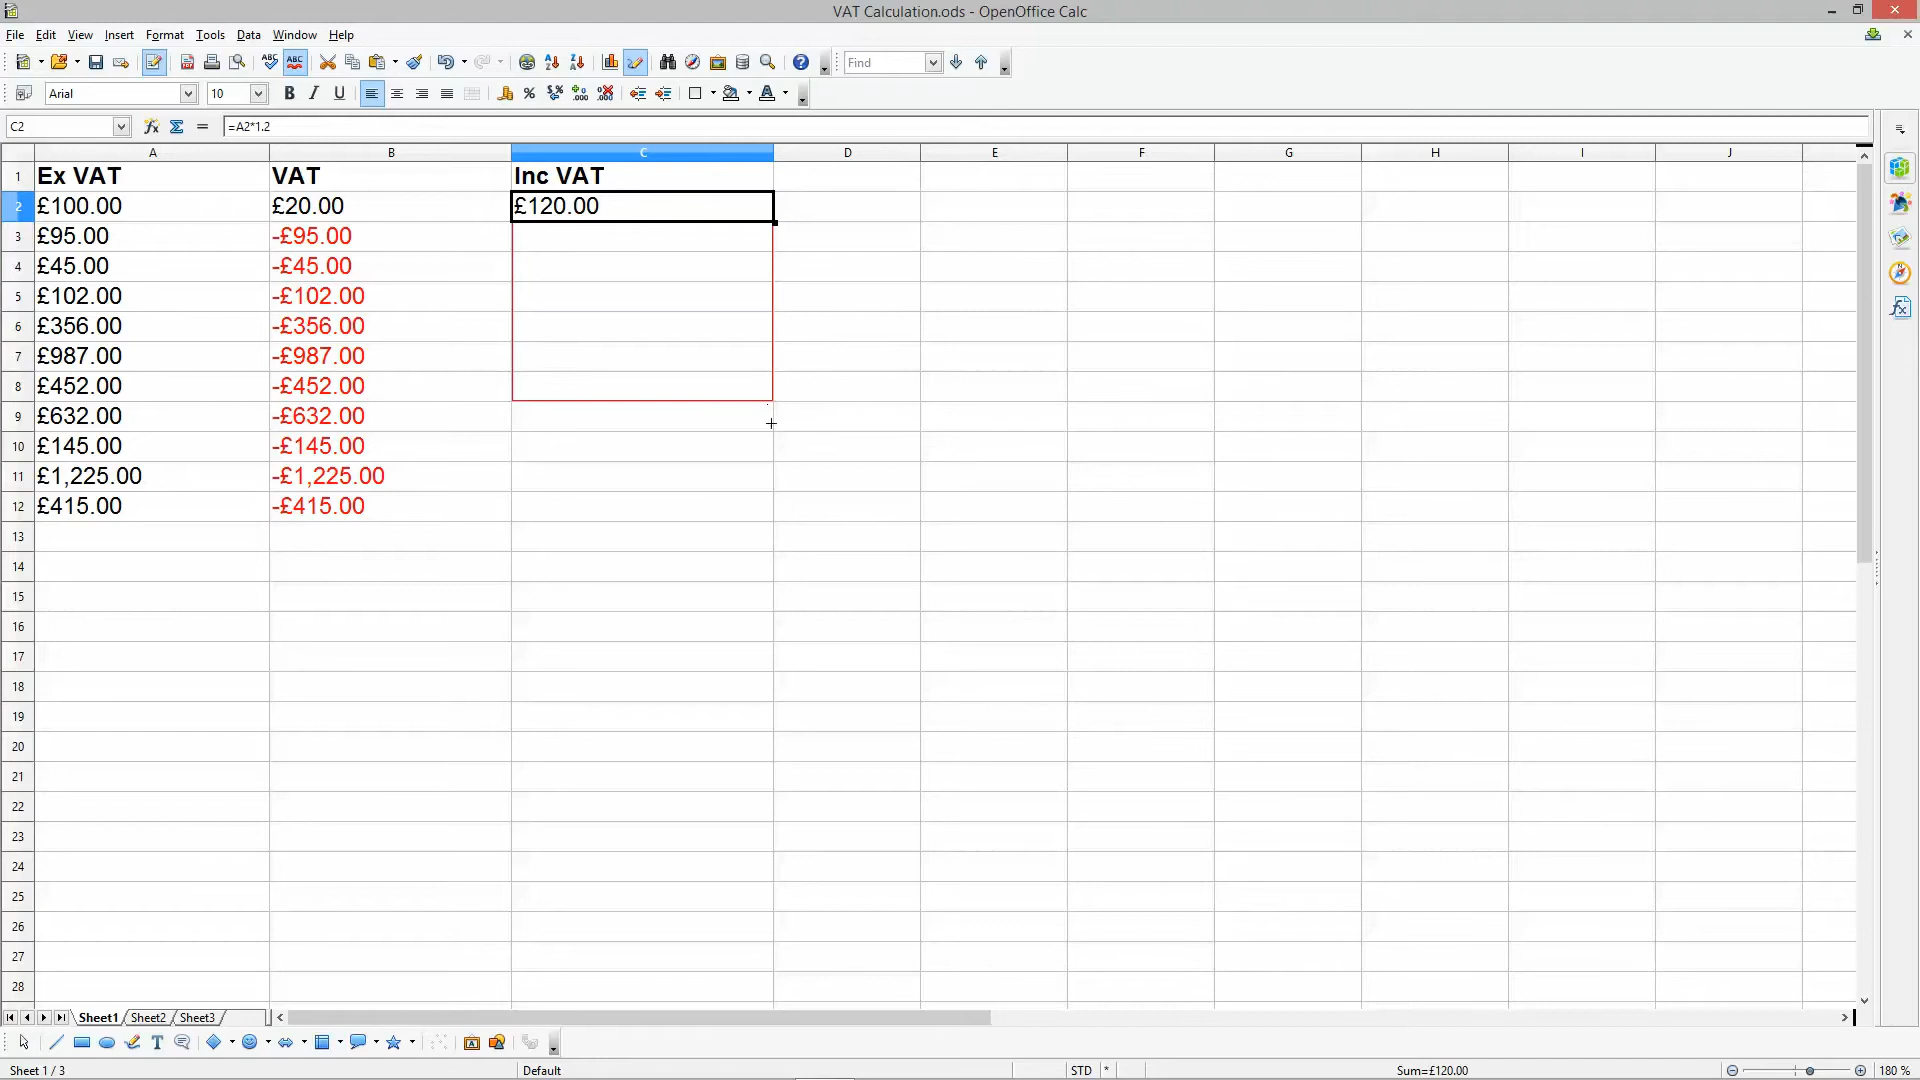 VAT Calculation.ods - OpenOffice Calc
File Edit View Insert Format Tools Data Window Help
Find
Arial 10
C2 =A2*1.2
A B C D E F G H I J
1 Ex VAT VAT Inc VAT
2 £100.00 £20.00 £120.00
3 £95.00 -£95.00
4 £45.00 -£45.00
5 £102.00 -£102.00
6 £356.00 -£356.00
7 £987.00 -£987.00
8 £452.00 -£452.00
9 £632.00 -£632.00
10 £145.00 -£145.00
11 £1,225.00 -£1,225.00
12 £415.00 -£415.00
13
14
15
16
17
18
19
20
21
22
23
24
25
26
27
28
Sheet1 Sheet2 Sheet3
Sheet 1 / 3 Default STD * Sum=£120.00 180 %